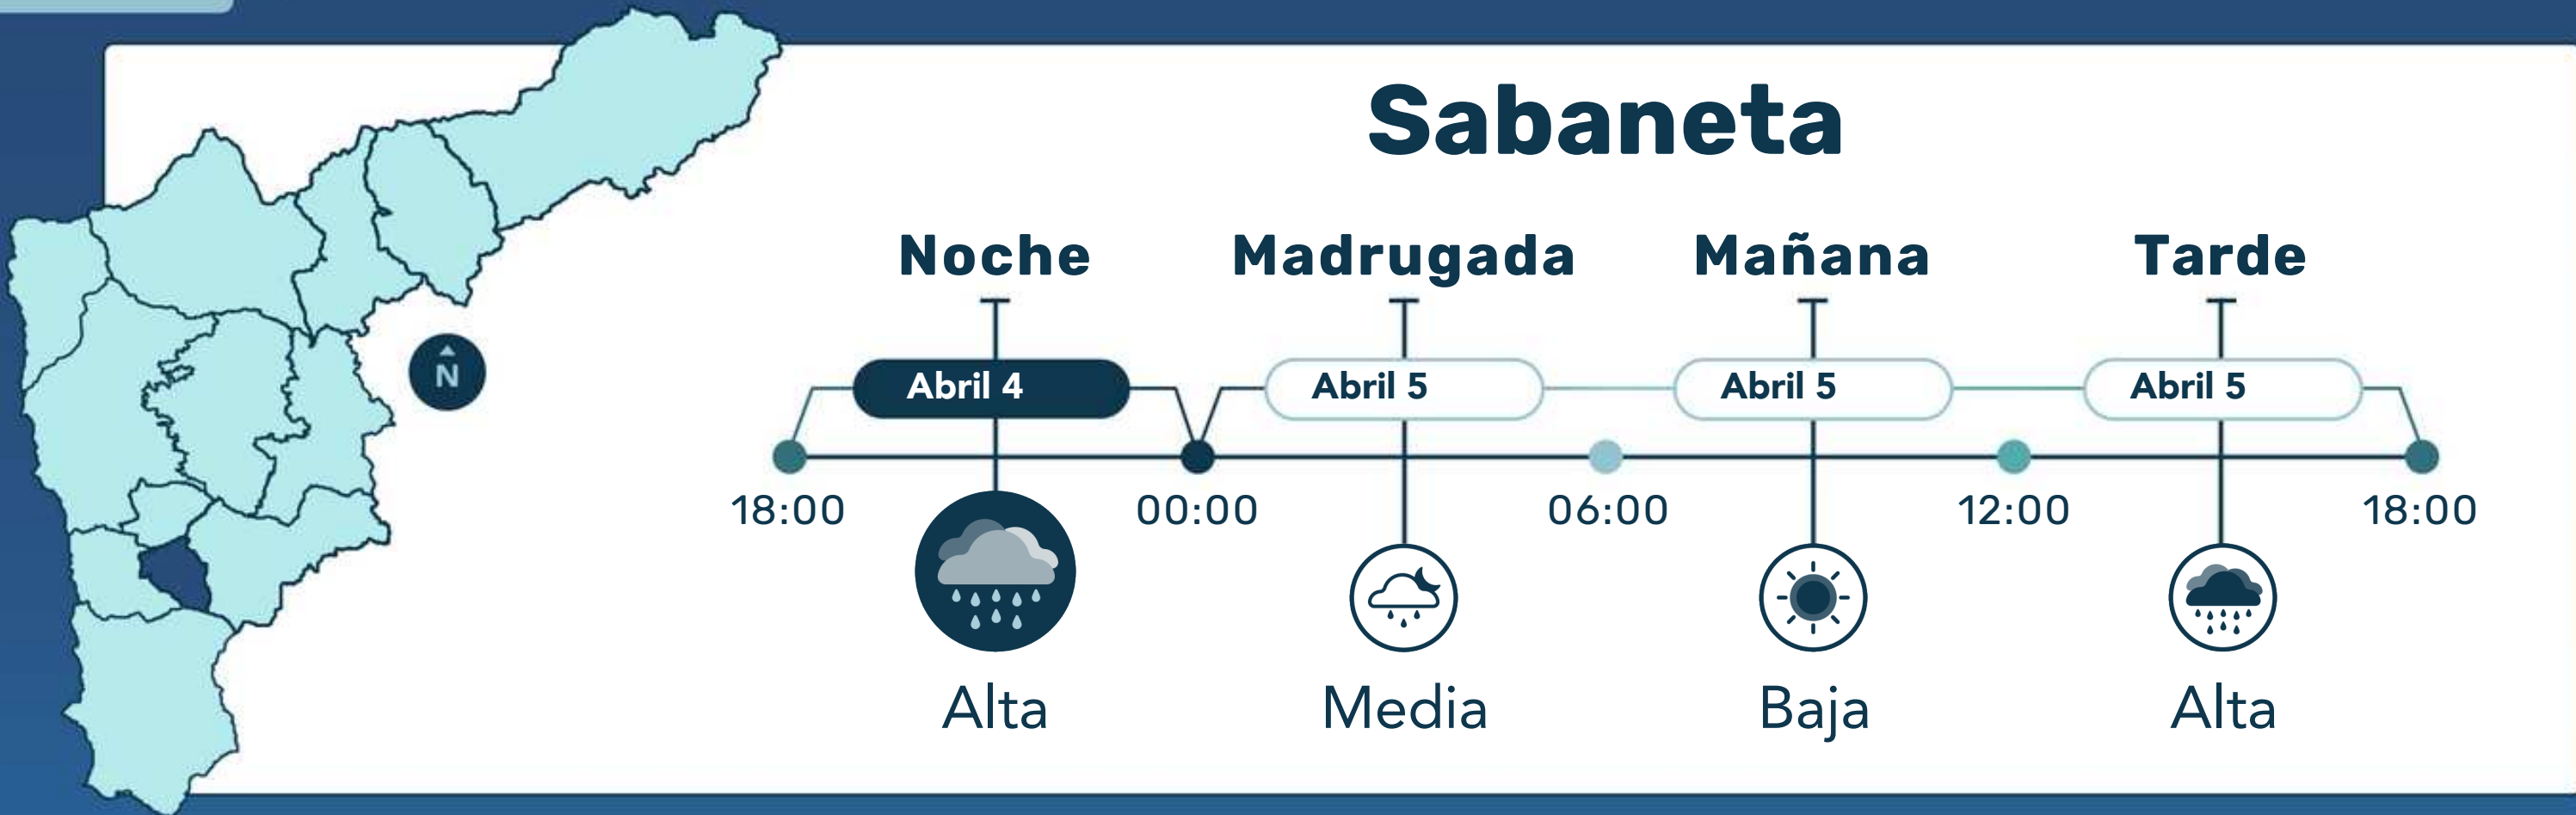 Sabaneta
Noche Madrugada Mañana Tarde
N
Abril 4 Abril 5 Abril 5 Abril 5
18:00 00:00 06:00 12:00 18:00
Alta Media Baja Alta